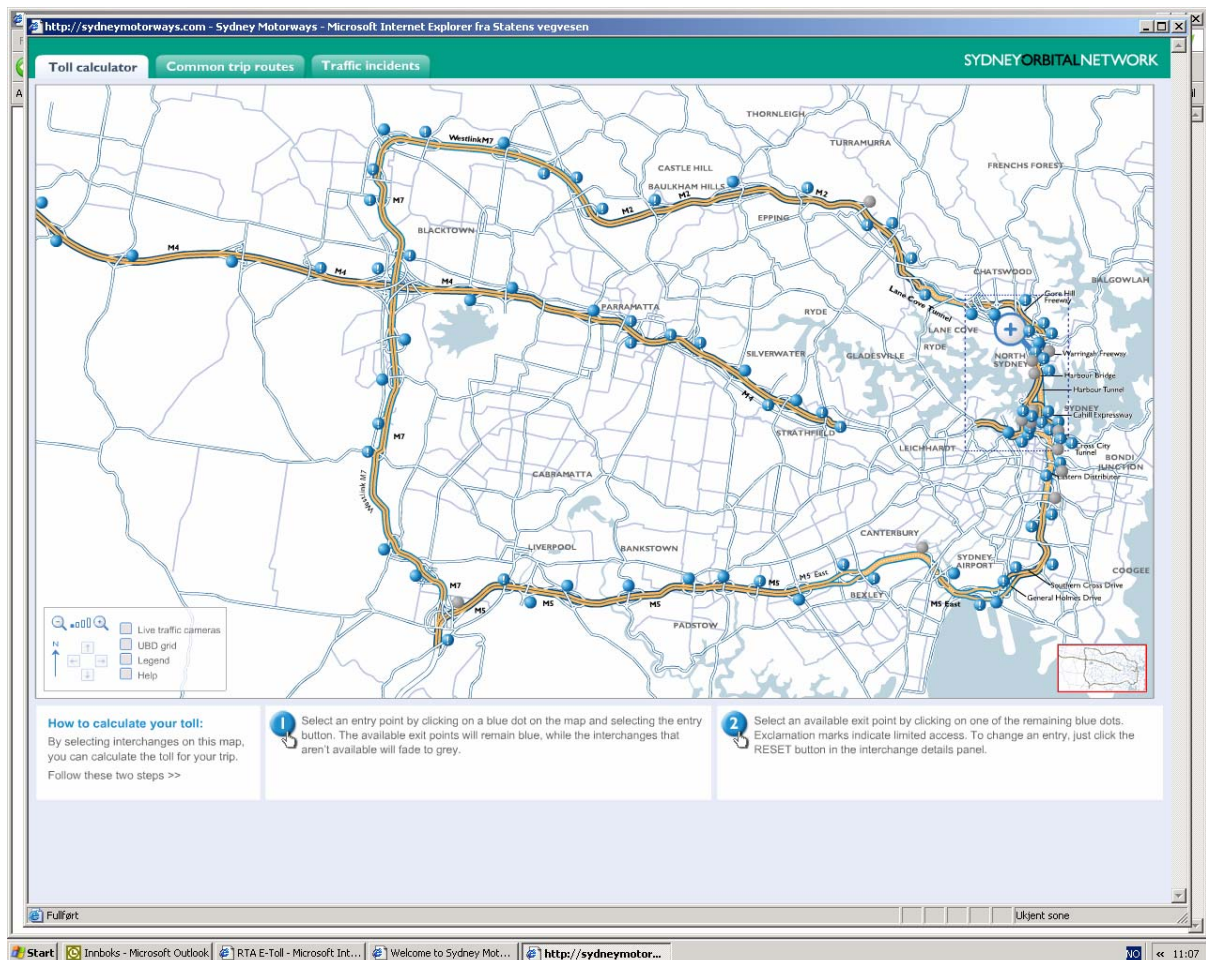 http://sydneymotorways.com - Sydney Motorways - Microsoft Internet Explorer fra Statens vegvesen
Toll calculator
Common trip routes
Traffic incidents
SYDNEYORBITALNETWORK
THORNLEIGH
Westlink M7
TURRAMURRA
FRENCHS FOREST
CASTLE HILL
BAULKHAM HILLS
M2
M2
M7
M2
EPPING
BLACKTOWN
M4
CHATSWOOD
M4
M4
BALGOWLAH
Lane Cove Tunnel
Gore Hill
Freeway
PARRAMATTA
RYDE
LANE COVE
RYDE
SILVERWATER
GLADESVILLE
NORTH
SYDNEY
Warringah Freeway
Harbour Bridge
Harbour Tunnel
M4
SYDNEY
Cahill Expressway
STRATHFIELD
M7
LEICHHARDT
Cross City
Tunnel
BONDI
JUNCTION
Westlink M7
CABRAMATTA
Eastern Distributer
CANTERBURY
LIVERPOOL
BANKSTOWN
SYDNEY
AIRPORT
COOGEE
M7
M5 East
M5
Southern Cross Drive
BEXLEY
General Holmes Drive
M5
M5
M5
M5 East
PADSTOW
N
Live traffic cameras
UBD grid
Legend
Help
How to calculate your toll:
By selecting interchanges on this map,
you can calculate the toll for your trip.
Follow these two steps >>
1
Select an entry point by clicking on a blue dot on the map and selecting the entry
button. The available exit points will remain blue, while the interchanges that
aren't available will fade to grey.
2
Select an available exit point by clicking on one of the remaining blue dots.
Exclamation marks indicate limited access. To change an entry, just click the
RESET button in the interchange details panel.
Fullført
Ukjent sone
Start
Innboks - Microsoft Outlook
RTA E-Toll - Microsoft Int...
Welcome to Sydney Mot...
http://sydneymotor...
NO
« 11:07